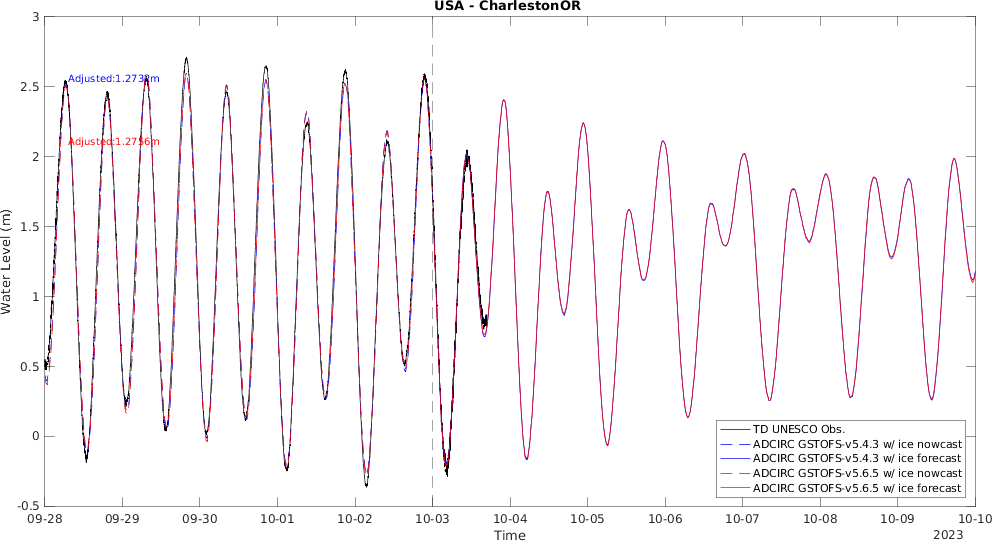 USA - CharlestonOR
3
2.5
2
1.5
1
0.5
0
-0.5
Water Level (m)
Adjusted:1.2732m
Adjusted:1.2756m
TD UNESCO Obs.
ADCIRC GSTOFS-v5.4.3 w/ ice nowcast
ADCIRC GSTOFS-v5.4.3 w/ ice forecast
ADCIRC GSTOFS-v5.6.5 w/ ice nowcast
ADCIRC GSTOFS-v5.6.5 w/ ice forecast
09-28 09-29 09-30 10-01 10-02 10-03 10-04 10-05 10-06 10-07 10-08 10-09 10-10
Time
2023